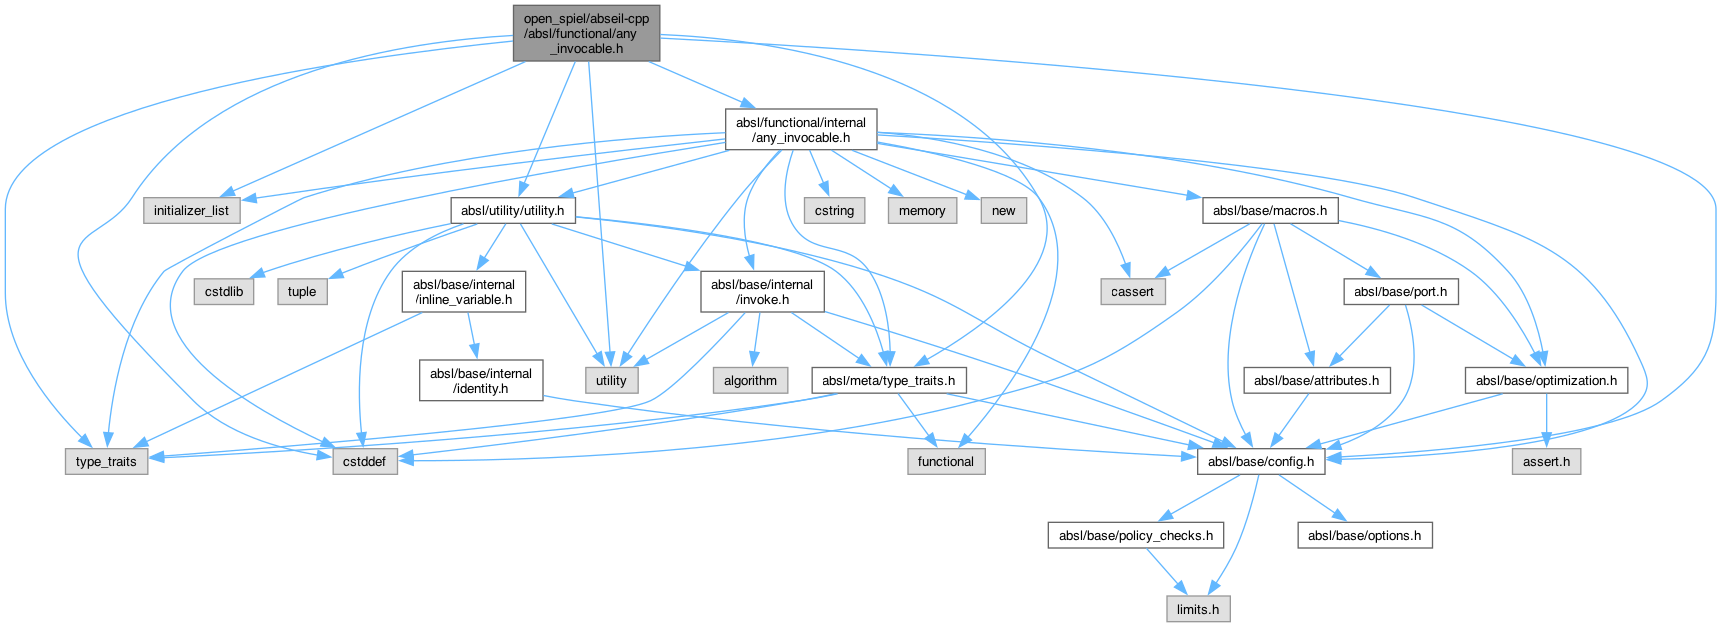 open_spiel/abseil-cpp
/absl/functional/any
_invocable.h
absl/functional/internal
/any_invocable.h
initializer_list
absl/utility/utility.h
cstring
memory
new
absl/base/macros.h
cstdlib
tuple
absl/base/internal
/inline_variable.h
absl/base/internal
/invoke.h
cassert
absl/base/port.h
absl/base/internal
/identity.h
utility
algorithm
absl/meta/type_traits.h
absl/base/attributes.h
absl/base/optimization.h
type_traits
cstddef
functional
absl/base/config.h
assert.h
absl/base/policy_checks.h
absl/base/options.h
limits.h